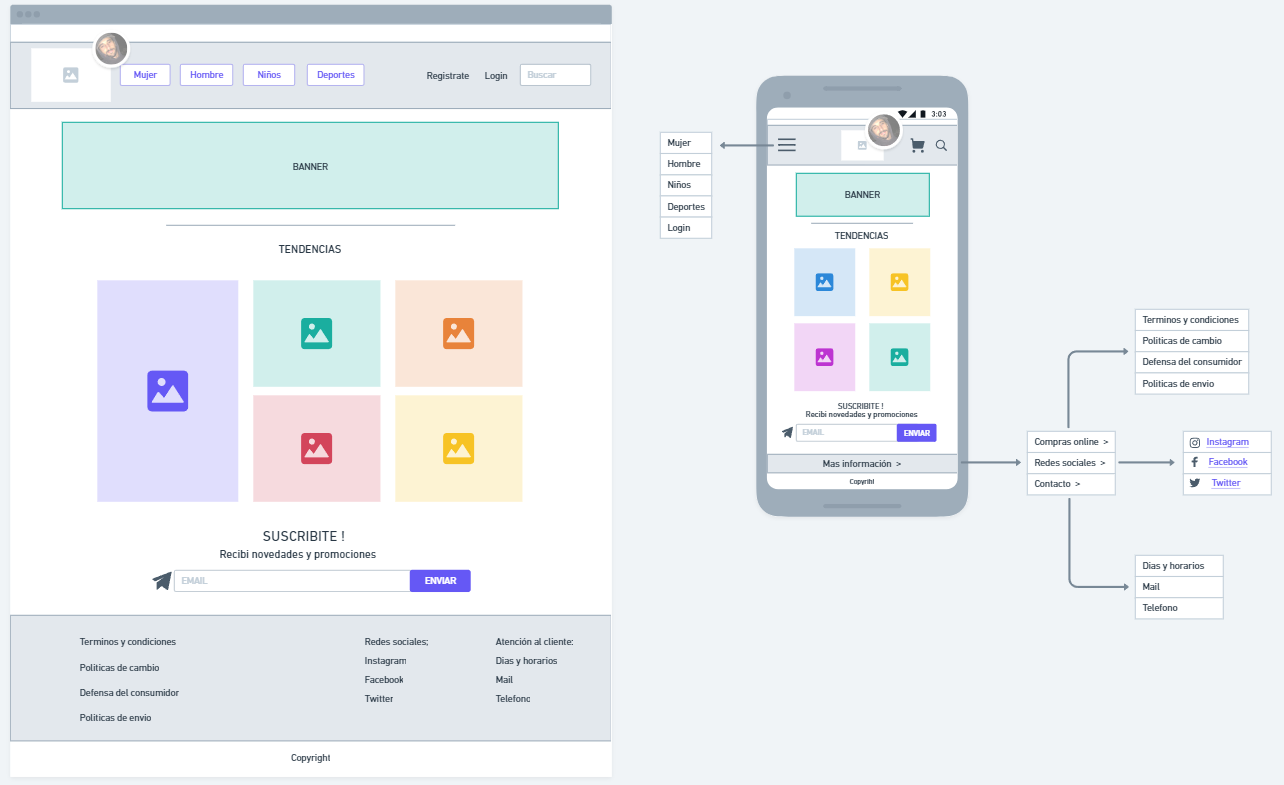 Mujer
Hombre
Niños
Deportes
Registrate
Login
Buscar
BANNER
TENDENCIAS
SUSCRIBITE !
Recibi novedades y promociones
EMAIL
ENVIAR
Terminos y condiciones
Politicas de cambio
Defensa del consumidor
Politicas de envio
Redes sociales;
Instagram
Facebook
Twitter
Atención al cliente:
Dias y horarios
Mail
Telefono
Copyright
Mujer
Hombre
Niños
Deportes
Login
3:03
BANNER
TENDENCIAS
SUSCRIBETE !
Recibi novedades y promociones
EMAIL
ENVIAR
Mas información >
Copyriht
Compras online >
Redes sociales >
Contacto >
Terminos y condiciones
Politicas de cambio
Defensa del consumidor
Politicas de envio
Instagram
Facebook
Twitter
Dias y horarios
Mail
Telefono